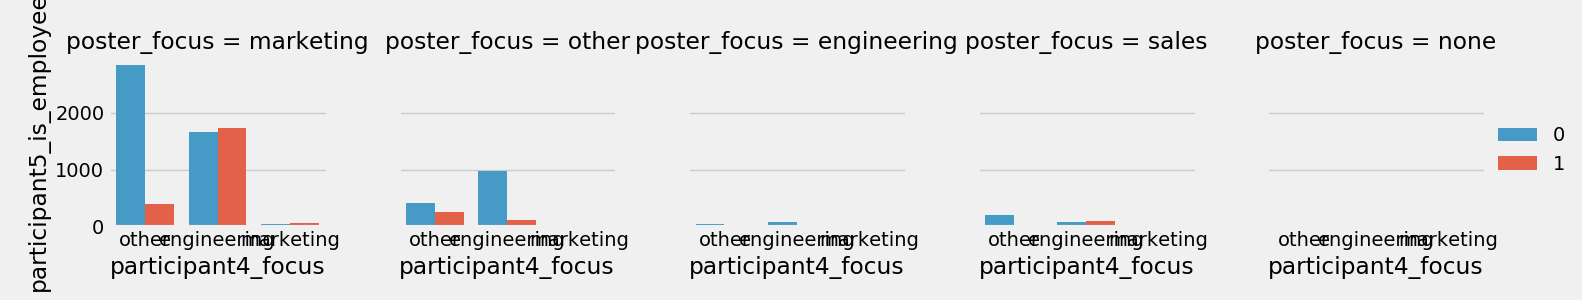 poster_focus = marketing
poster_focus = other
poster_focus = engineering
poster_focus = sales
poster_focus = none
participant5_is_employee
2000
1000
0
other engineering marketing
other engineering marketing
other engineering marketing
other engineering marketing
other engineering marketing
participant4_focus
participant4_focus
participant4_focus
participant4_focus
participant4_focus
0
1